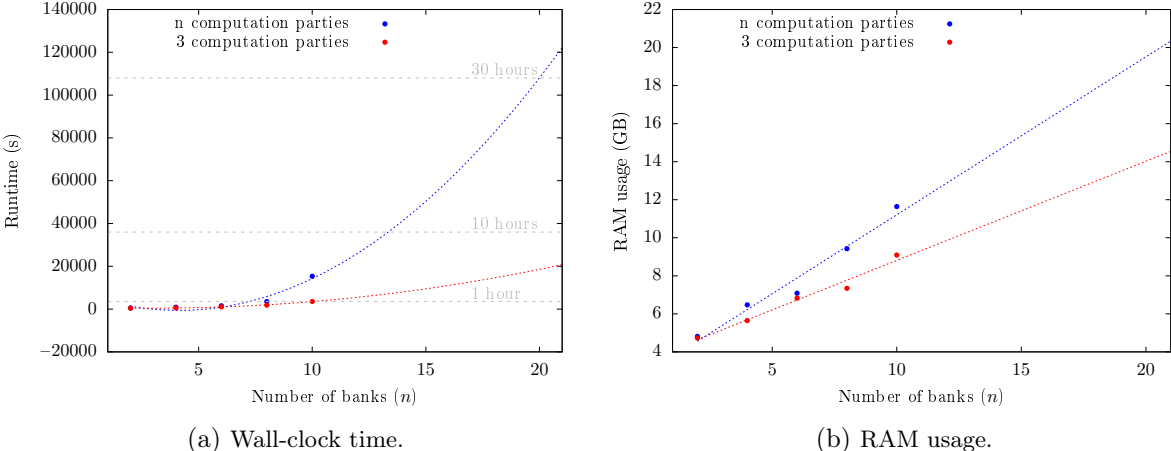 140000
120000
100000
80000
60000
40000
20000
0
−20000
Runtime (s)
n computation parties
3 computation parties
30 hours
10 hours
1 hour
5
10
15
20
Number of banks (n)
(a) Wall-clock time.
22
20
18
16
14
12
10
8
6
4
RAM usage (GB)
n computation parties
3 computation parties
5
10
15
20
Number of banks (n)
(b) RAM usage.